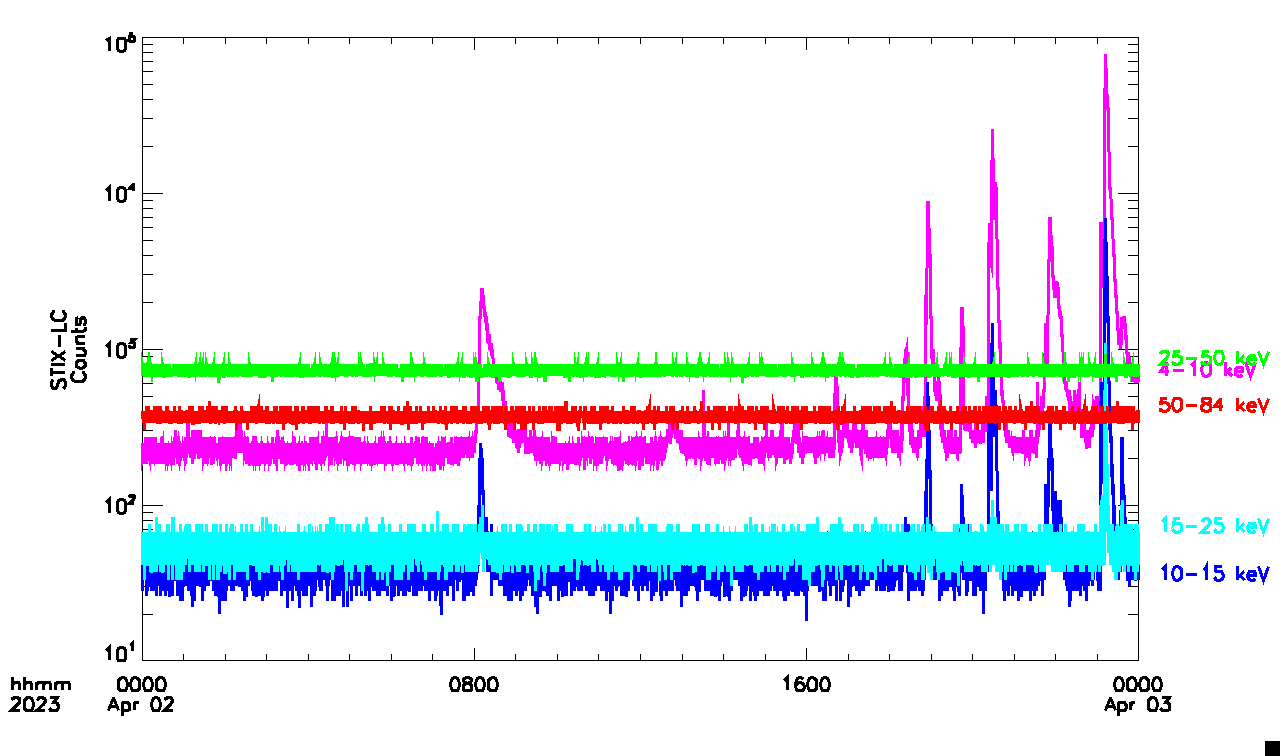 10⁵
10⁴
10³
10²
10¹
STIX-LC
Counts
25-50 keV
4-10 keV
50-84 keV
15-25 keV
10-15 keV
hhmm 0000 0800 1600 0000
2023 Apr 02 Apr 03